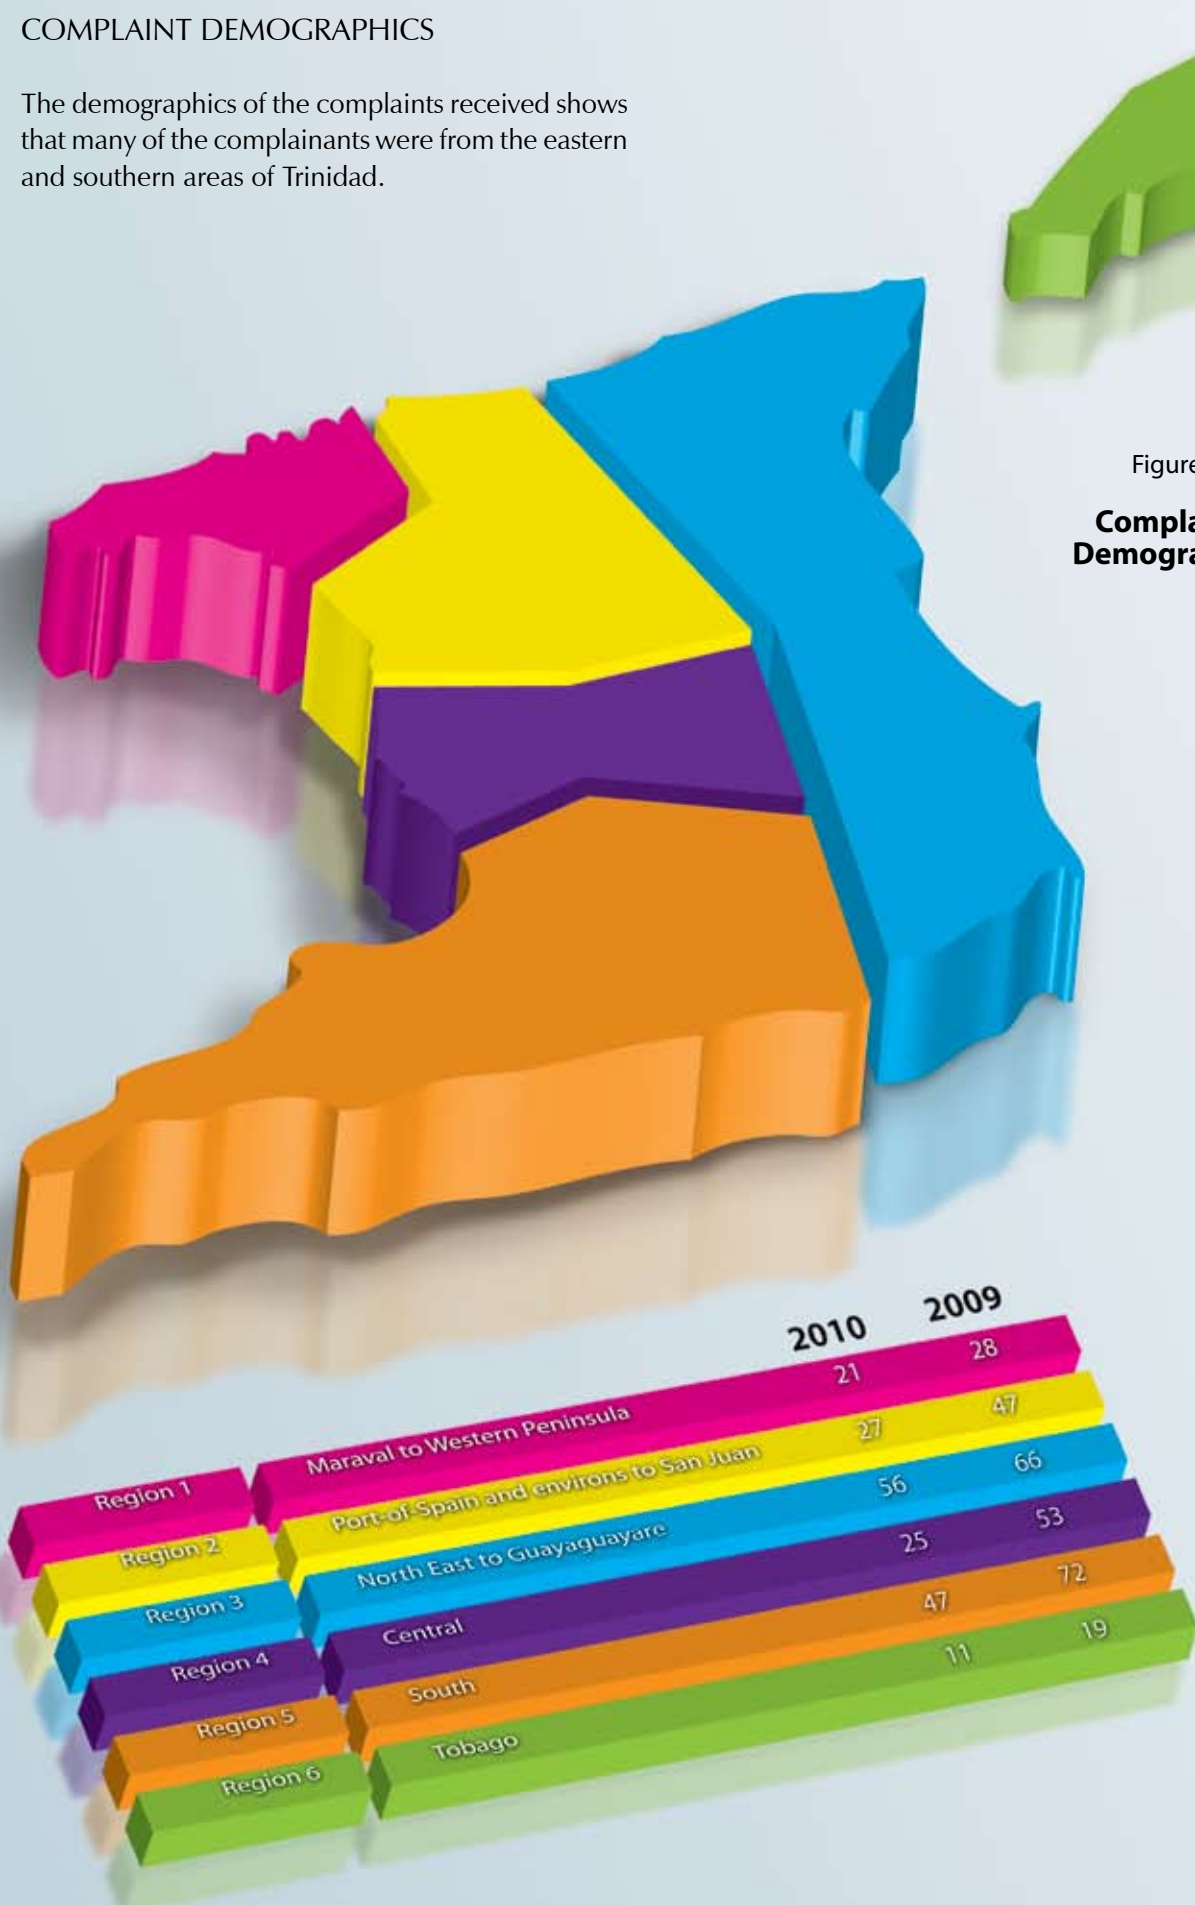 COMPLAINT DEMOGRAPHICS
The demographics of the complaints received shows
that many of the complainants were from the eastern
and southern areas of Trinidad.
Figure
Compla
Demogra
2010 2009
Region 1 Maraval to Western Peninsula 21 28
Region 2 Port-of-Spain and environs to San Juan 27 47
Region 3 North East to Guayaguayare 56 66
Region 4 Central 25 53
Region 5 South 47 72
Region 6 Tobago 11 19